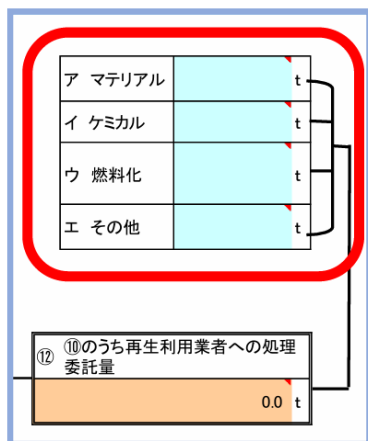 ア マテリアル t
イ ケミカル t
ウ 燃料化 t
エ その他 t
⑫ ⑩のうち再生利用業者への処理
委託量
0.0 t